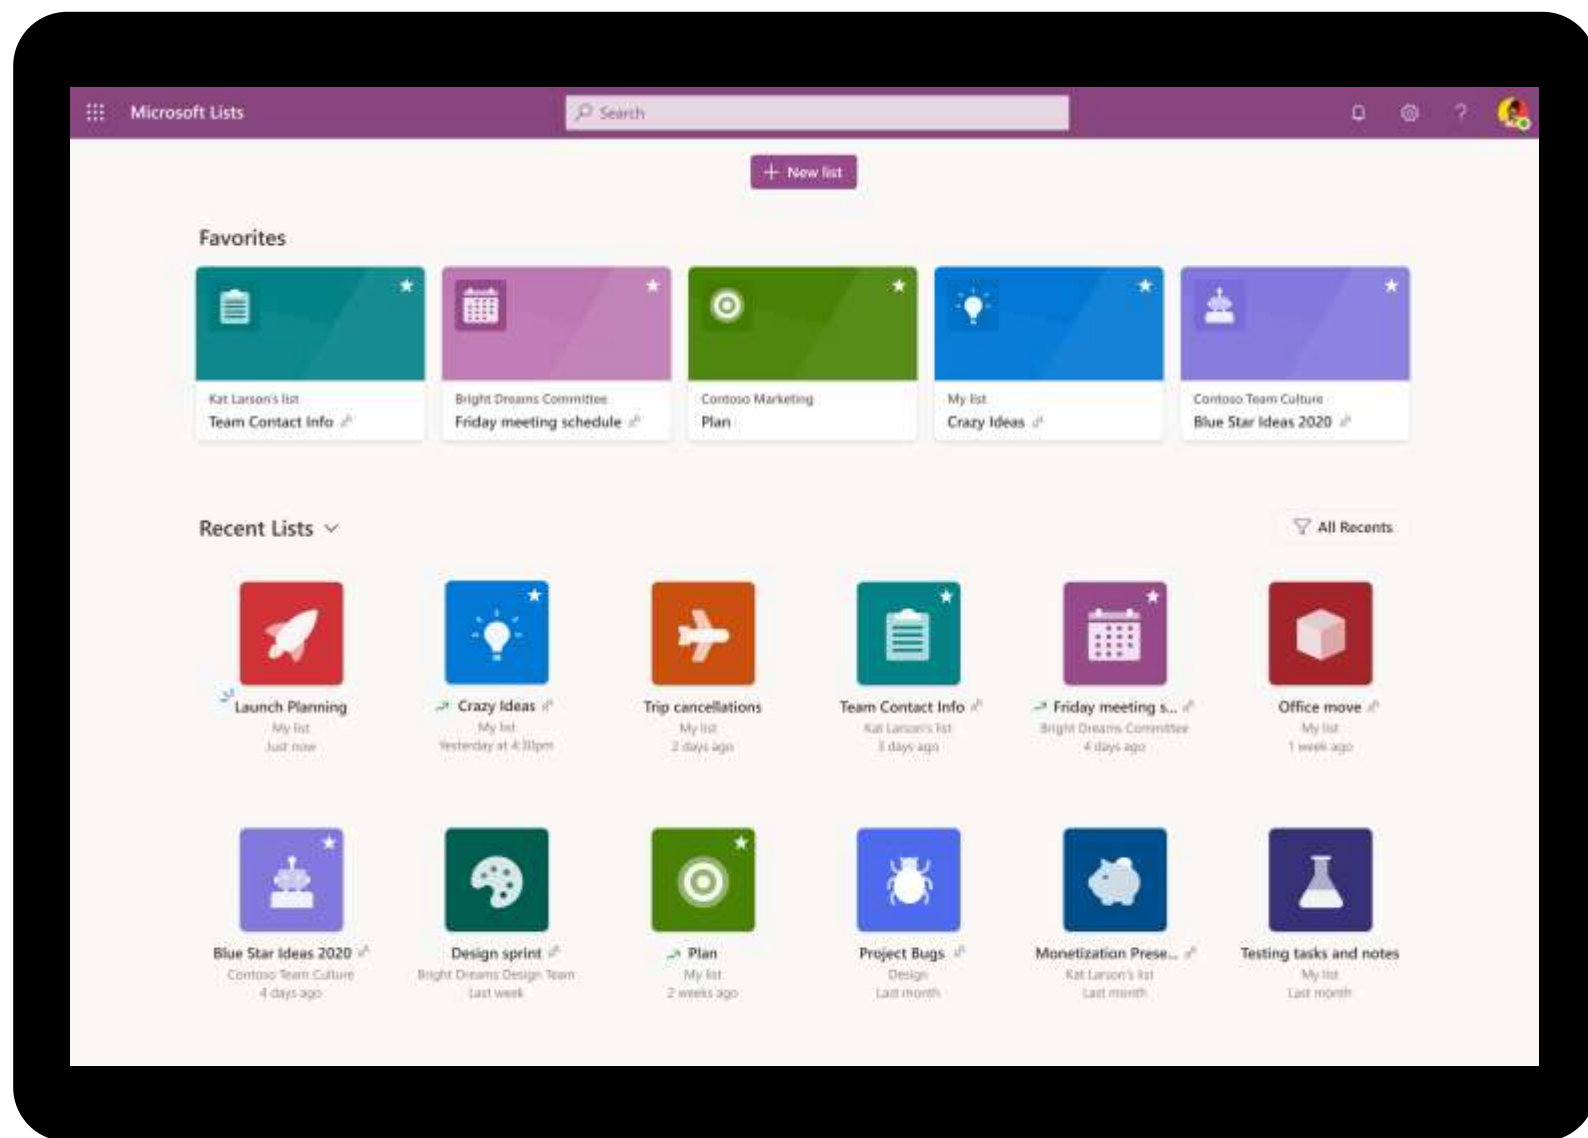 Microsoft Lists
Search
?
+ New list
Favorites
Kat Larson's list
Team Contact Info
Bright Dreams Committee
Friday meeting schedule
Contoso Marketing
Plan
My list
Crazy Ideas
Contoso Team Culture
Blue Star Ideas 2020
Recent Lists
All Recents
Launch Planning
My list
Just now
Crazy Ideas
My list
Yesterday at 4:30pm
Trip cancellations
My list
2 days ago
Team Contact Info
Kat Larson's list
3 days ago
Friday meeting s...
Bright Dreams Committee
4 days ago
Office move
My list
1 week ago
Blue Star Ideas 2020
Contoso Team Culture
4 days ago
Design sprint
Bright Dreams Design Team
Last week
Plan
My list
2 weeks ago
Project Bugs
Design
Last month
Monetization Prese...
Kat Larson's list
Last month
Testing tasks and notes
My list
Last month